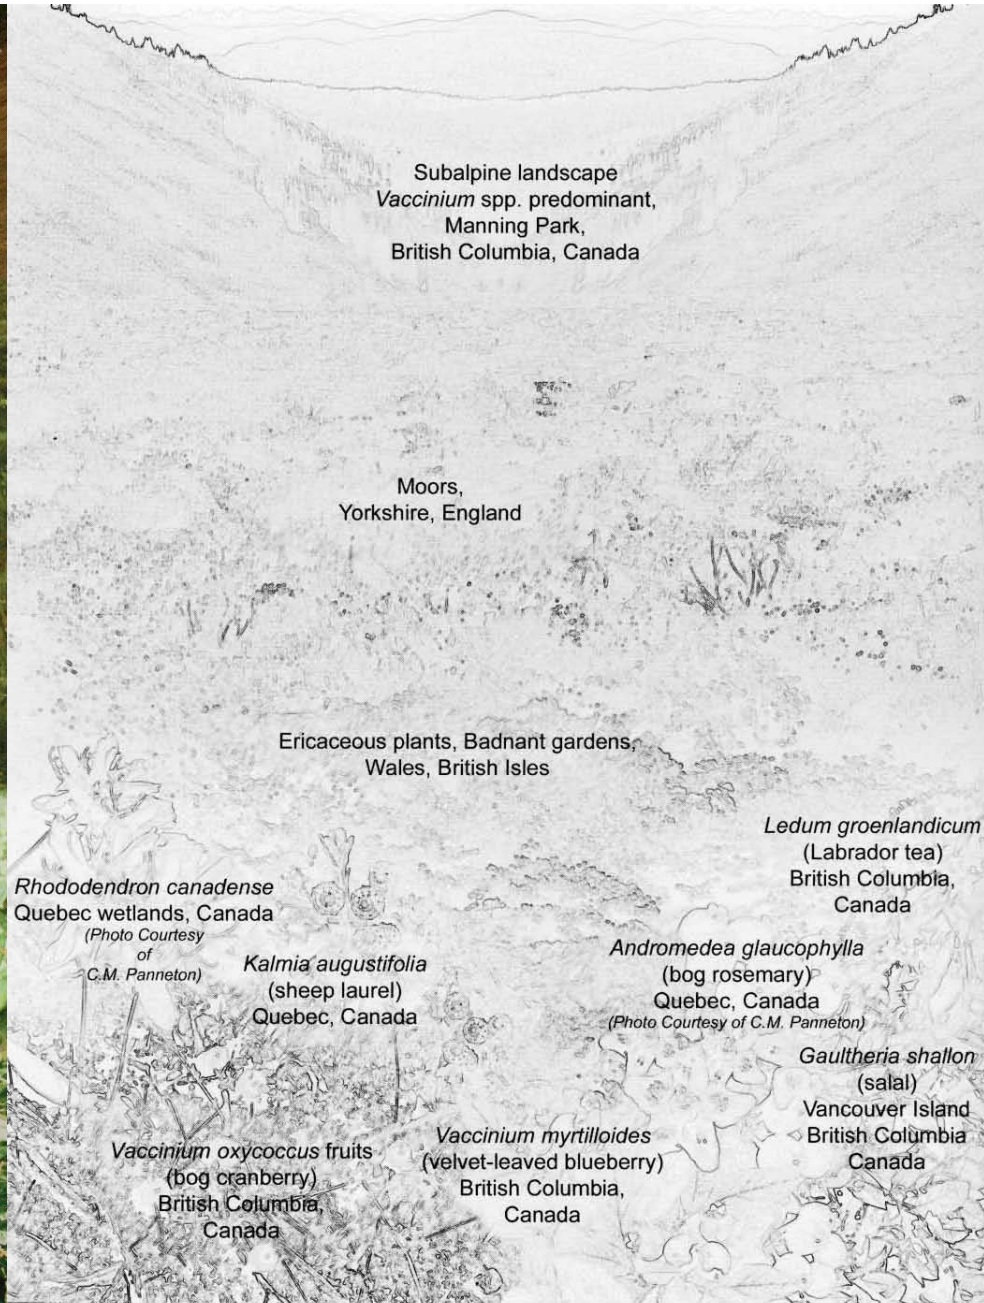 Subalpine landscape
Vaccinium spp. predominant,
Manning Park,
British Columbia, Canada
Moors,
Yorkshire, England
Ericaceous plants, Badnant gardens,
Wales, British Isles
Ledum groenlandicum
(Labrador tea)
British Columbia,
Canada
Rhododendron canadense
Quebec wetlands, Canada
(Photo Courtesy
of
C.M. Panneton)
Kalmia augustifolia
(sheep laurel)
Quebec, Canada
Andromedea glaucophylla
(bog rosemary)
Quebec, Canada
(Photo Courtesy of C.M. Panneton)
Gaultheria shallon
(salal)
Vancouver Island
British Columbia
Canada
Vaccinium oxycoccus fruits
(bog cranberry)
British Columbia,
Canada
Vaccinium myrtilloides
(velvet-leaved blueberry)
British Columbia,
Canada